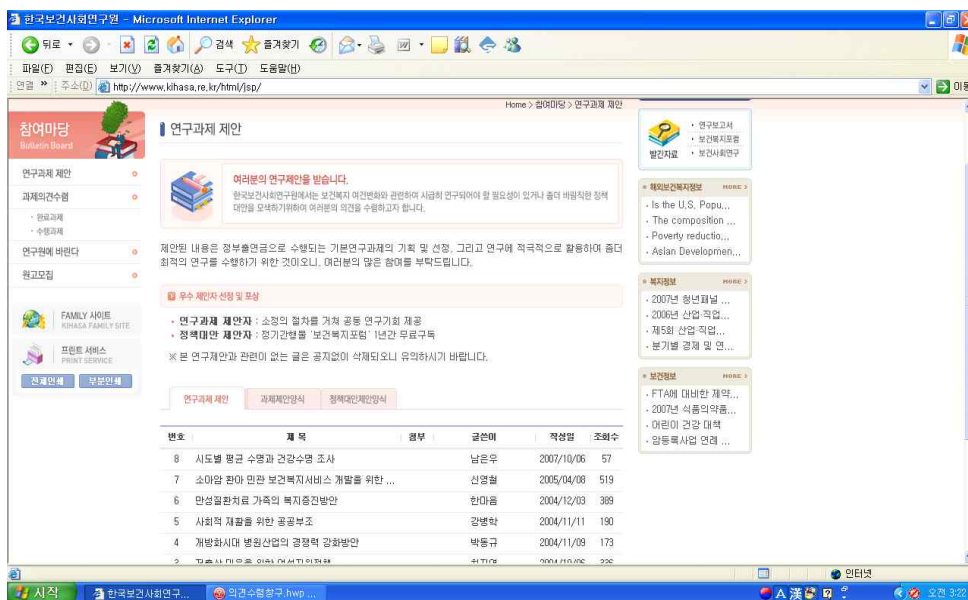 한국보건사회연구원 - Microsoft Internet Explorer
뒤로 검색 즐겨찾기
파일(F) 편집(E) 보기(V) 즐겨찾기(A) 도구(T) 도움말(H)
연결 » 주소(D) http://www.kihasa.re.kr/html/jsp/ 이동
Home > 참여마당 > 연구과제 제안
참여마당
Bulletin Board
연구과제 제안
과제의견수렴
· 완료과제
· 수행과제
연구원에 바란다
원고모집
FAMILY 사이트
KIHASA FAMILY SITE
프린트 서비스
PRINT SERVICE
전체인쇄 부분인쇄
연구과제 제안
여러분의 연구제안을 받습니다.
한국보건사회연구원에서는 보건복지 여건변화와 관련하여 시급히 연구되어야 할 필요성이 있거나 좀더 바람직한 정책
대안을 모색하기위하여 여러분의 의견을 수렴하고자 합니다.
제안된 내용은 정부출연금으로 수행되는 기본연구과제의 기획 및 선정, 그리고 연구에 적극적으로 활용하여 좀더
최적의 연구를 수행하기 위한 것이오니, 여러분의 많은 참여를 부탁드립니다.
우수 제안자 선정 및 포상
· 연구과제 제안자 : 소정의 절차를 거쳐 공동 연구기회 제공
· 정책대안 제안자 : 정기간행물 '보건복지포럼' 1년간 무료구독
※ 본 연구제안과 관련이 없는 글은 공지없이 삭제되오니 유의하시기 바랍니다.
연구과제 제안 과제제안양식 정책대안제안양식
번호 제 목 첨부 글쓴이 작성일 조회수
8 시도별 평균 수명과 건강수명 조사 남은우 2007/10/06 57
7 소아암 환아 민관 보건복지서비스 개발을 위한 ... 신영철 2005/04/08 519
6 만성질환치료 가족의 복지증진방안 한마음 2004/12/03 389
5 사회적 재활을 위한 공공부조 강병학 2004/11/11 190
4 개방화시대 병원산업의 경쟁력 강화방안 박동규 2004/11/09 173
발간자료
· 연구보고서
· 보건복지포럼
· 보건사회연구
해외보건복지정보 MORE >
· Is the U.S. Popu...
· The composition ...
· Poverty reductio...
· Asian Developmen...
복지정보 MORE >
· 2007년 청년패널 ...
· 2006년 산업·직업...
· 제5회 산업·직업...
· 분기별 경제 및 연...
보건정보 MORE >
· FTA에 대비한 제약...
· 2007년 식품의약품...
· 어린이 건강 대책
· 암등록사업 연례 ...
인터넷
시작 한국보건사회연구... 의견수렴창구.hwp ... A 漢 오전 3:22